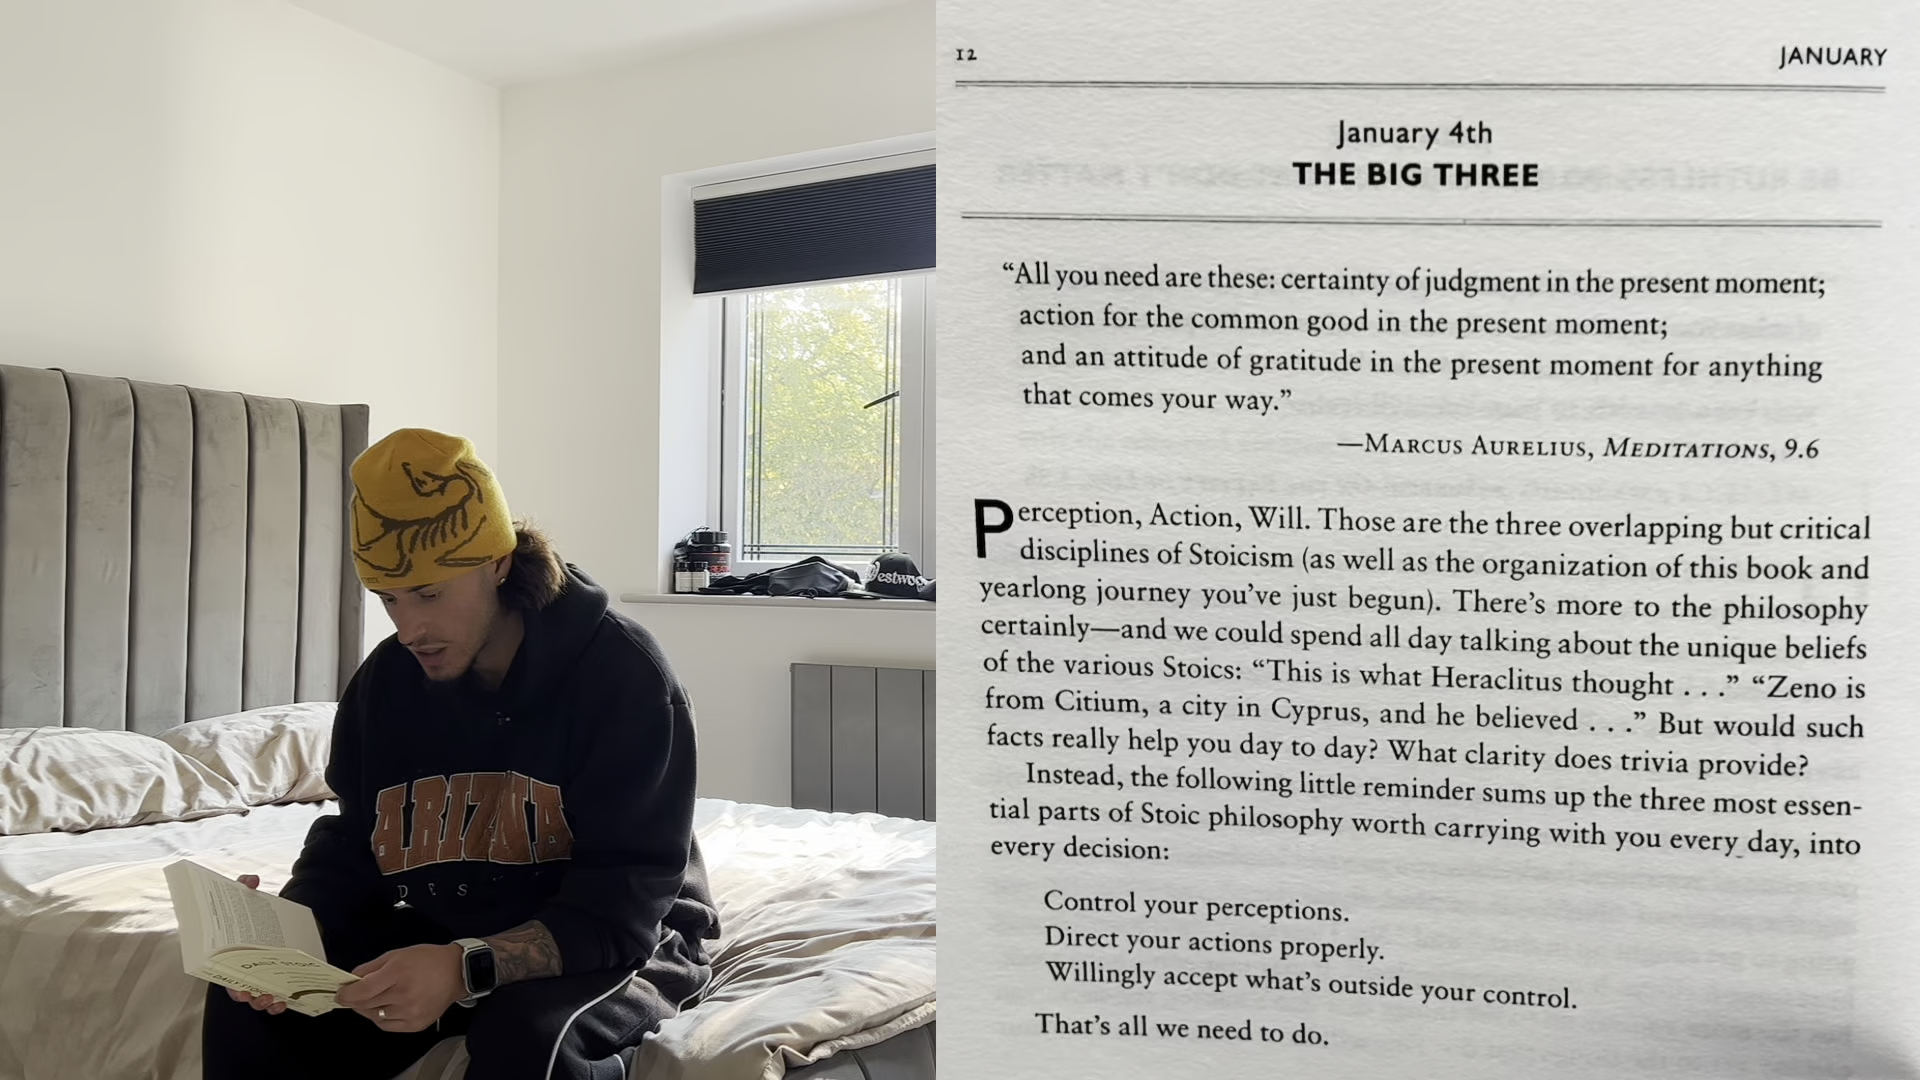 12
JANUARY
January 4th
THE BIG THREE
“All you need are these: certainty of judgment in the present moment;
action for the common good in the present moment;
and an attitude of gratitude in the present moment for anything
that comes your way.”
—MARCUS AURELIUS, MEDITATIONS, 9.6
Perception, Action, Will. Those are the three overlapping but critical
disciplines of Stoicism (as well as the organization of this book and
yearlong journey you’ve just begun). There’s more to the philosophy
certainly—and we could spend all day talking about the unique beliefs
of the various Stoics: “This is what Heraclitus thought . . .” “Zeno is
from Citium, a city in Cyprus, and he believed . . .” But would such
facts really help you day to day? What clarity does trivia provide?
Instead, the following little reminder sums up the three most essen-
tial parts of Stoic philosophy worth carrying with you every day, into
every decision:
Control your perceptions.
Direct your actions properly.
Willingly accept what’s outside your control.
That’s all we need to do.
ARIZONA
DAILY STOIC
DAILY STOIC